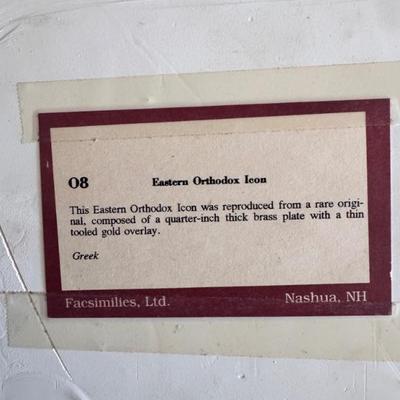 08 Eastern Orthodox Icon
This Eastern Orthodox Icon was reproduced from a rare origi-
nal, composed of a quarter-inch thick brass plate with a thin
tooled gold overlay.
Greek
Facsimilies, Ltd. Nashua, NH